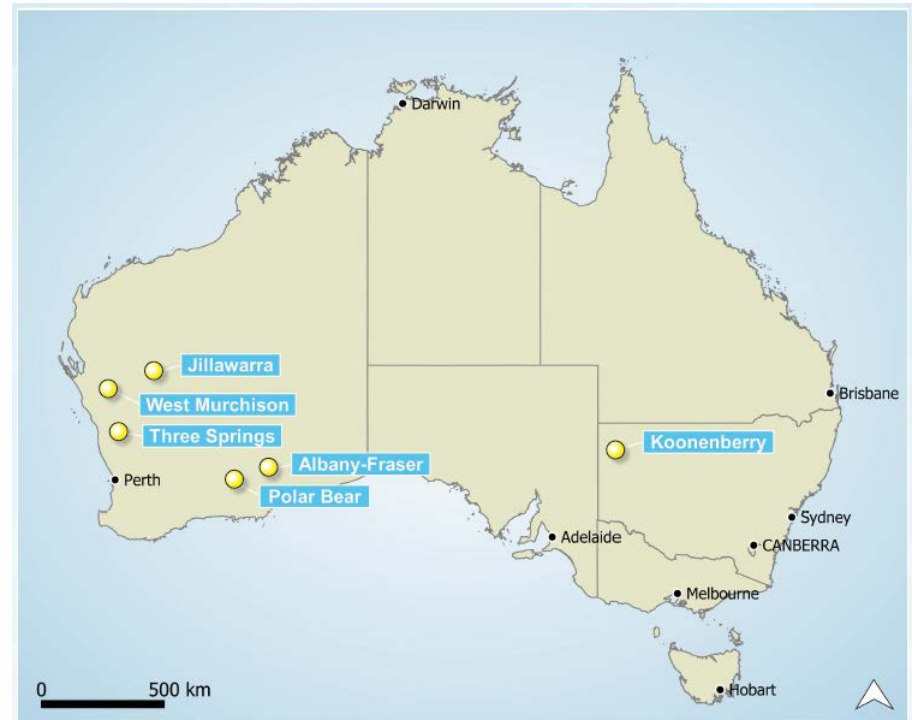 Darwin
Jillawarra
West Murchison
Brisbane
Three Springs
Koonenberry
Albany-Fraser
Perth
Polar Bear
Sydney
Adelaide
CANBERRA
Melbourne
0 500 km
Hobart